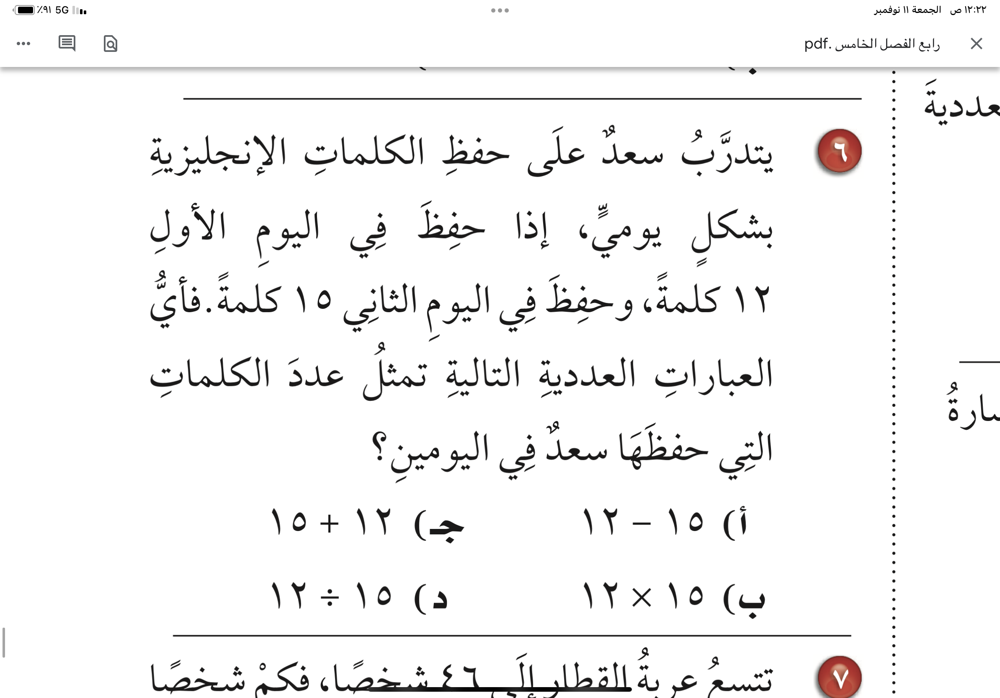 ١٢:٢٢ ص الجمعة ١١ نوفمبر
5G ٩١٪
رابع الفصل الخامس .pdf
عدديةَ
٦ يتدرَّبُ سعدٌ علَى حفظِ الكلماتِ الإنجليزيةِ
بشكلٍ يوميٍّ، إذا حفِظَ فِي اليومِ الأولِ
١٢ كلمةً، وحفِظَ فِي اليومِ الثانِي ١٥ كلمةً. فأيُّ
العباراتِ العدديةِ التاليةِ تمثلُ عددَ الكلماتِ
التِي حفظَهَا سعدٌ فِي اليومينِ؟
أ) ١٥ – ١٢ جـ) ١٢ + ١٥
ب) ١٥ × ١٢ د) ١٥ ÷ ١٢
سارةُ
٧ تتسعُ عربةُ القطارِ إلَى ٤٦ شخصًا، فكمْ شخصًا